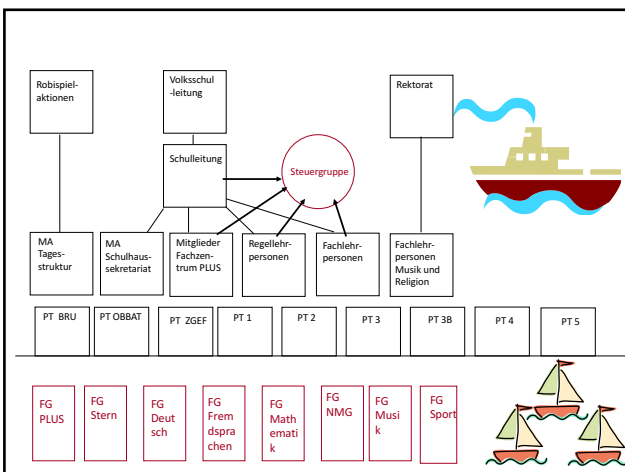 Robispiel-
aktionen
Volksschul
-leitung
Rektorat
Schulleitung
Steuergruppe
MA
Tages-
struktur
MA
Schulhaus-
sekretariat
Mitglieder
Fachzen-
trum PLUS
Regellehr-
personen
Fachlehr-
personen
Fachlehr-
personen
Musik und
Religion
PT BRU
PT OBBAT
PT ZGEF
PT 1
PT 2
PT 3
PT 3B
PT 4
PT 5
FG
PLUS
FG
Stern
FG
Deut
sch
FG
Frem
dspra
chen
FG
Math
emati
k
FG
NMG
FG
Musi
k
FG
Sport